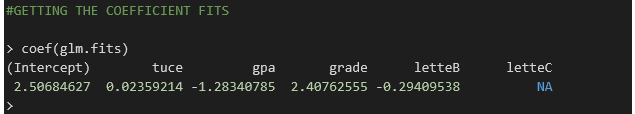 #GETTING THE COEFFICIENT FITS
> coef(glm.fits)
(Intercept)        tuce         gpa       grade      letteB      letteC
 2.50684627  0.02359214 -1.28340785  2.40762555 -0.29409538          NA
>